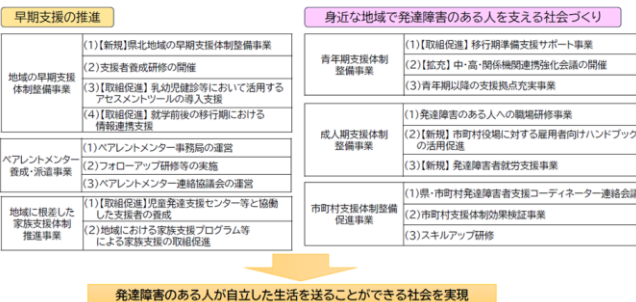 早期支援の推進
地域の早期支援
体制整備事業
(1)【新規】県北地域の早期支援体制整備事業
(2)支援者養成研修の開催
(3)【取組促進】 乳幼児健診等において活用する
アセスメントツールの導入支援
(4)【取組促進】 就学前後の移行期における
情報連携支援
ペアレントメンター
養成・派遣事業
(1)ペアレントメンター事務局の運営
(2)フォローアップ研修等の実施
(3)ペアレントメンター連絡協議会の運営
地域に根差した
家族支援体制
推進事業
(1)【取組促進】児童発達支援センター等と協働
した支援者の養成
(2)地域における家族支援プログラム等
による家族支援の取組促進
身近な地域で発達障害のある人を支える社会づくり
青年期支援体制
整備事業
(1)【取組促進】 移行期準備支援サポート事業
(2)【拡充】 中・高・関係機関連携強化会議の開催
(3)青年期以降の支援拠点充実事業
成人期支援体制
整備事業
(1)発達障害のある人への職場研修事業
(2)【新規】 市町村役場に対する雇用者向けハンドブック
の活用促進
(3)【新規】 発達障害者就労支援事業
市町村支援体制整備
促進事業
(1)県・市町村発達障害者支援コーディネーター連絡会議
(2)市町村支援体制効果検証事業
(3)スキルアップ研修
発達障害のある人が自立した生活を送ることができる社会を実現